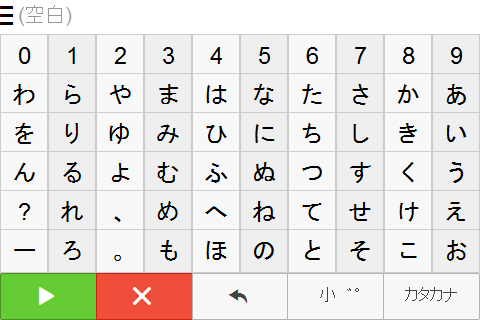 (空白)
0 1 2 3 4 5 6 7 8 9
わ ら や ま は な た さ か あ
を り ゆ み ひ に ち し き い
ん る よ む ふ ぬ つ す く う
? れ 、 め へ ね て せ け え
ー ろ 。 も ほ の と そ こ お
小 ゛゜ カタカナ